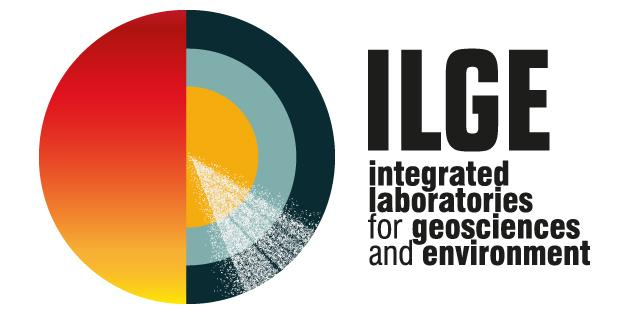 ILGE
integrated
laboratories
for geosciences
and environment